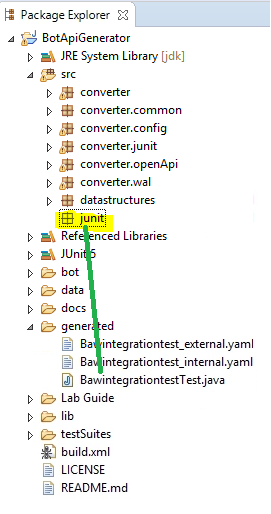 Package Explorer
BotApiGenerator
JRE System Library [jdk]
src
converter
converter.common
converter.config
converter.junit
converter.openApi
converter.wal
datastructures
junit
Referenced Libraries
JUnit 5
bot
data
docs
generated
Bawintegrationtest_external.yaml
Bawintegrationtest_internal.yaml
BawintegrationtestTest.java
Lab Guide
lib
testSuites
build.xml
LICENSE
README.md